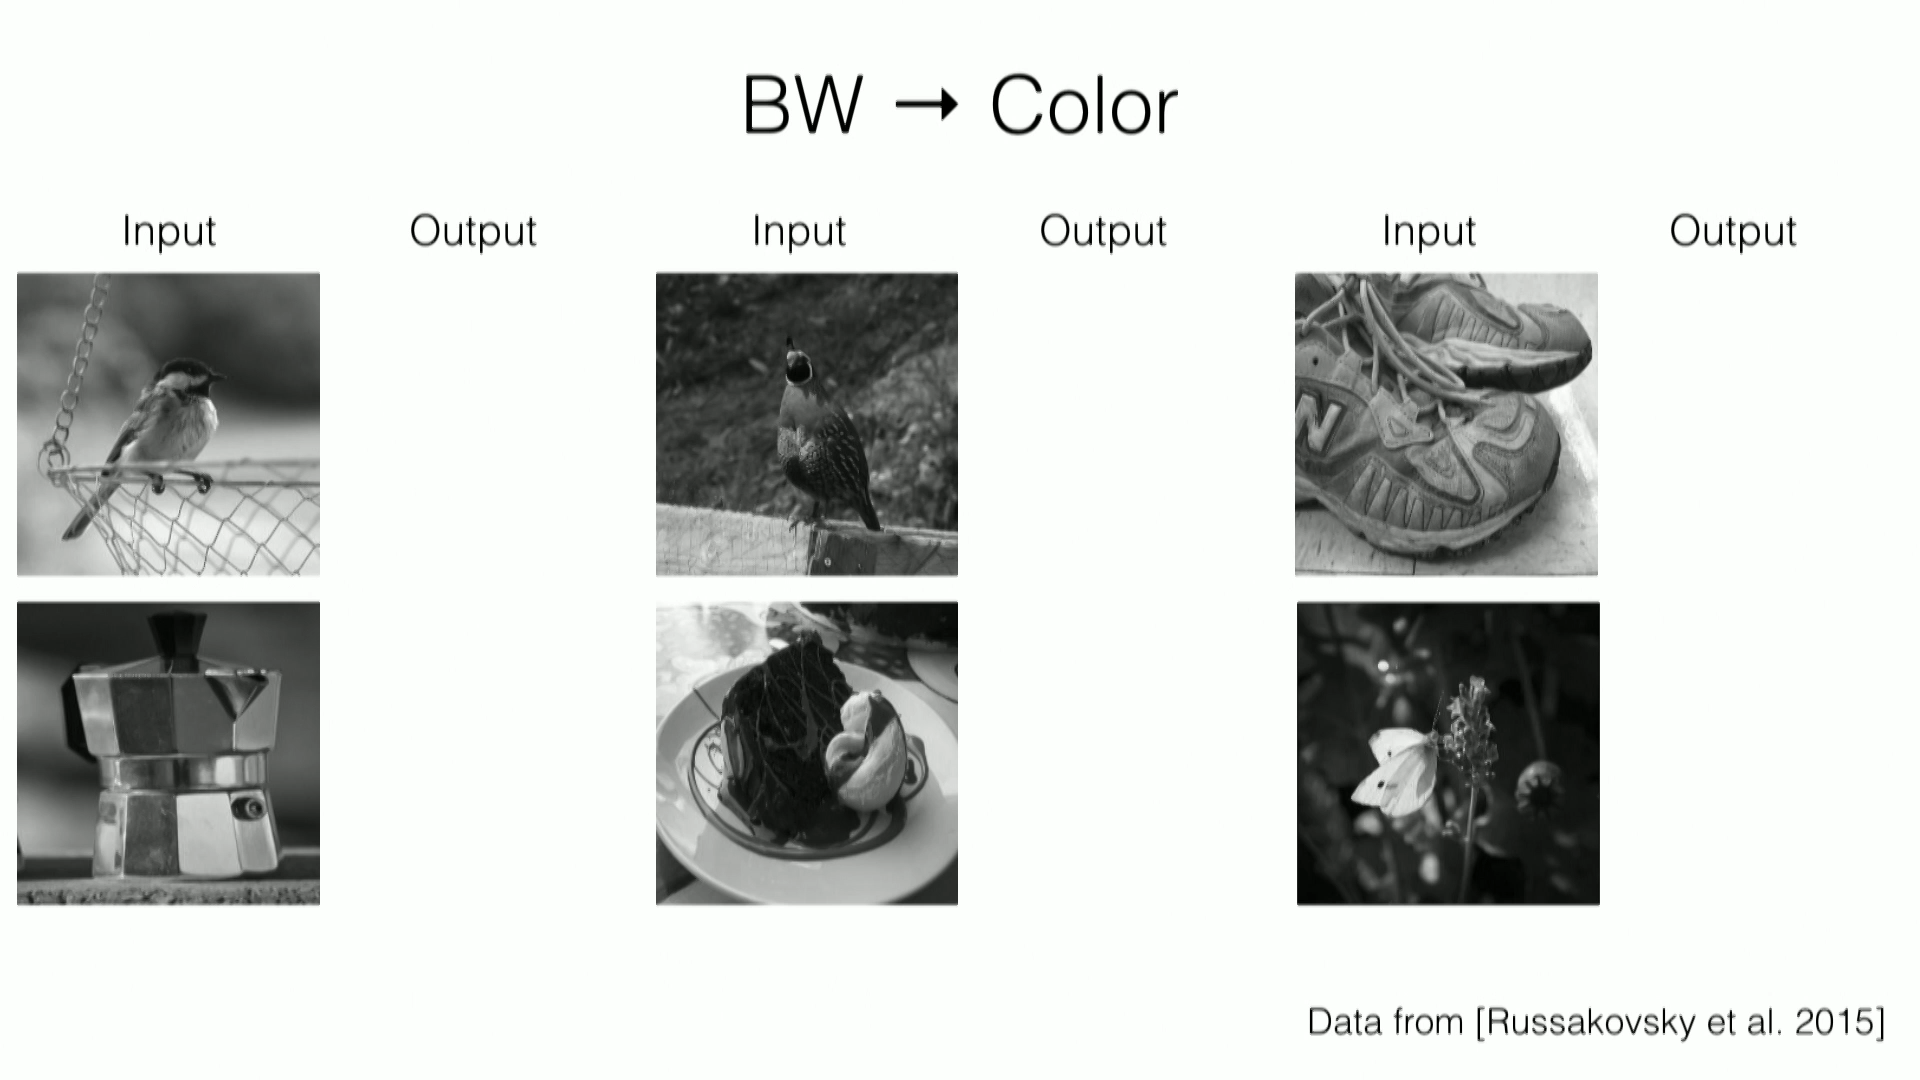 BW → Color
Input Output Input Output Input Output
N
Data from [Russakovsky et al. 2015]